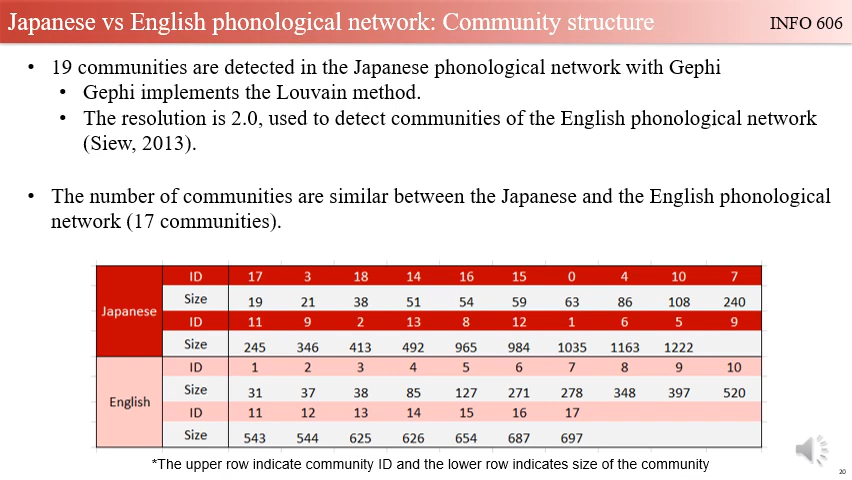 Japanese vs English phonological network: Community structure
INFO 606
• 19 communities are detected in the Japanese phonological network with Gephi
• Gephi implements the Louvain method.
• The resolution is 2.0, used to detect communities of the English phonological network
(Siew, 2013).
• The number of communities are similar between the Japanese and the English phonological
network (17 communities).
Japanese
ID 17 3 18 14 16 15 0 4 10 7
Size 19 21 38 51 54 59 63 86 108 240
ID 11 9 2 13 8 12 1 6 5 9
Size 245 346 413 492 965 984 1035 1163 1222
English
ID 1 2 3 4 5 6 7 8 9 10
Size 31 37 38 85 127 271 278 348 397 520
ID 11 12 13 14 15 16 17
Size 543 544 625 626 654 687 697
*The upper row indicate community ID and the lower row indicates size of the community
20